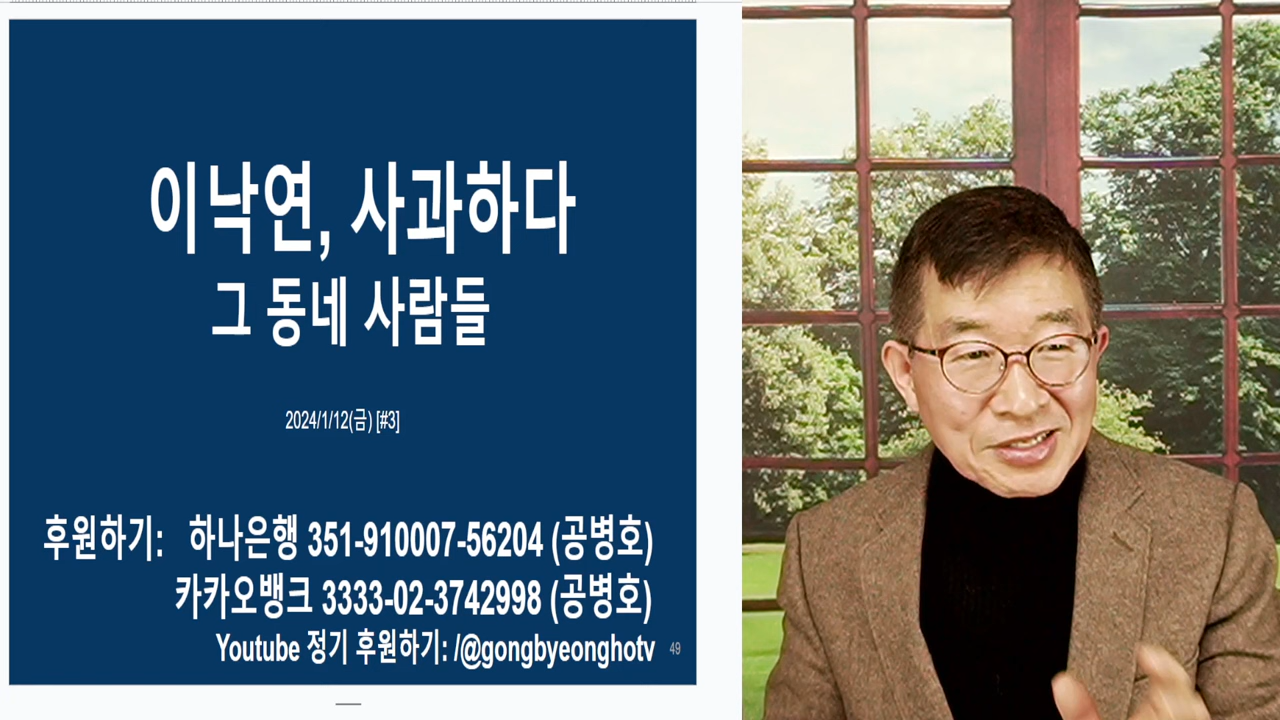 이낙연, 사과하다
그 동네 사람들
2024/1/12(금) [#3]
후원하기: 하나은행 351-910007-56204 (공병호)
카카오뱅크 3333-02-3742998 (공병호)
Youtube 정기 후원하기: /@gongbyeonghotv
49